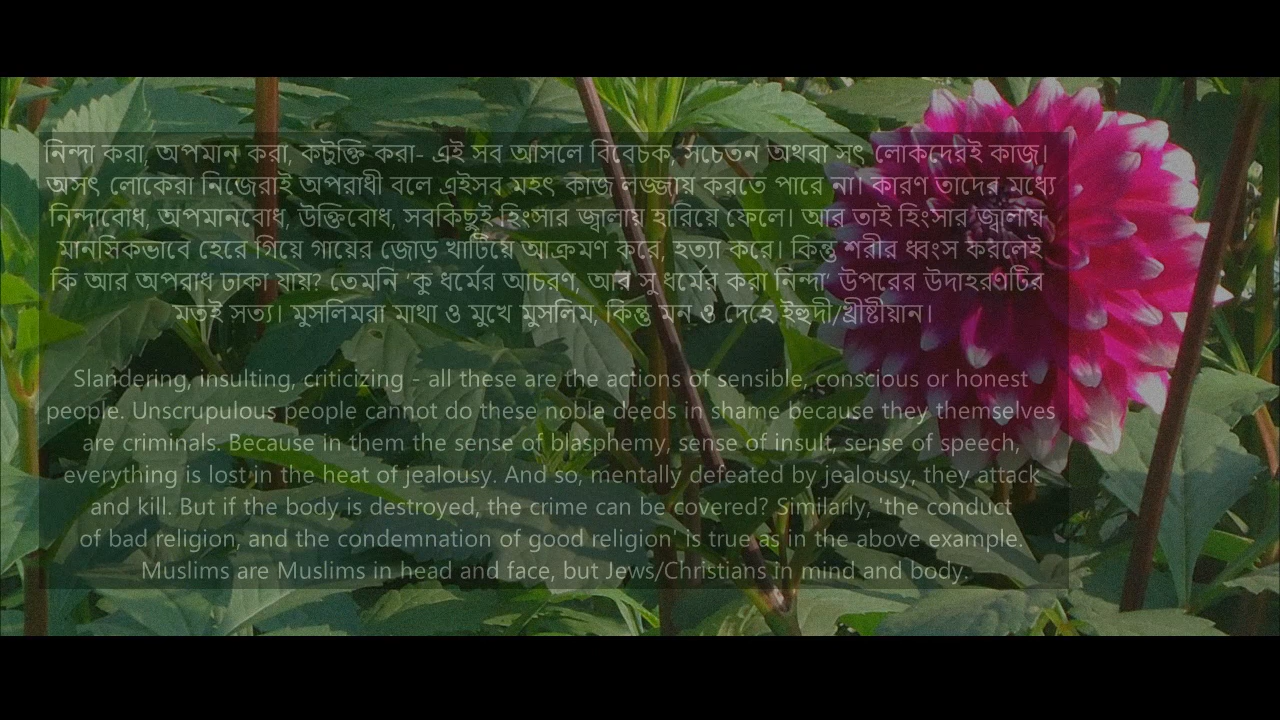 নিন্দা করা, অপমান করা, কটুক্তি করা- এই সব আসলে বিবেচক, সচেতন অথবা সৎ লোকদেরই কাজ।
অসৎ লোকেরা নিজেরাই অপরাধী বলে এইসব মহৎ কাজ লজ্জায় করতে পারে না। কারণ তাদের মধ্যে
নিন্দাবোধ, অপমানবোধ, উক্তিবোধ, সবকিছুই হিংসার জ্বালায় হারিয়ে ফেলে। আর তাই হিংসার জ্বালায়
মানসিকভাবে হেরে গিয়ে গায়ের জোড় খাটিয়ে আক্রমণ করে, হত্যা করে। কিন্তু শরীর ধ্বংস করলেই
কি আর অপরাধ ঢাকা যায়? তেমনি 'কু ধর্মের আচরণ, আর সু ধর্মের করা নিন্দা' উপরের উদাহরণটির
মতই সত্য। মুসলিমরা মাথা ও মুখে মুসলিম, কিন্তু মন ও দেহে ইহুদী/খ্রীষ্টীয়ান।
Slandering, insulting, criticizing - all these are the actions of sensible, conscious or honest
people. Unscrupulous people cannot do these noble deeds in shame because they themselves
are criminals. Because in them the sense of blasphemy, sense of insult, sense of speech,
everything is lost in the heat of jealousy. And so, mentally defeated by jealousy, they attack
and kill. But if the body is destroyed, the crime can be covered? Similarly, 'the conduct
of bad religion, and the condemnation of good religion' is true as in the above example.
Muslims are Muslims in head and face, but Jews/Christians in mind and body.